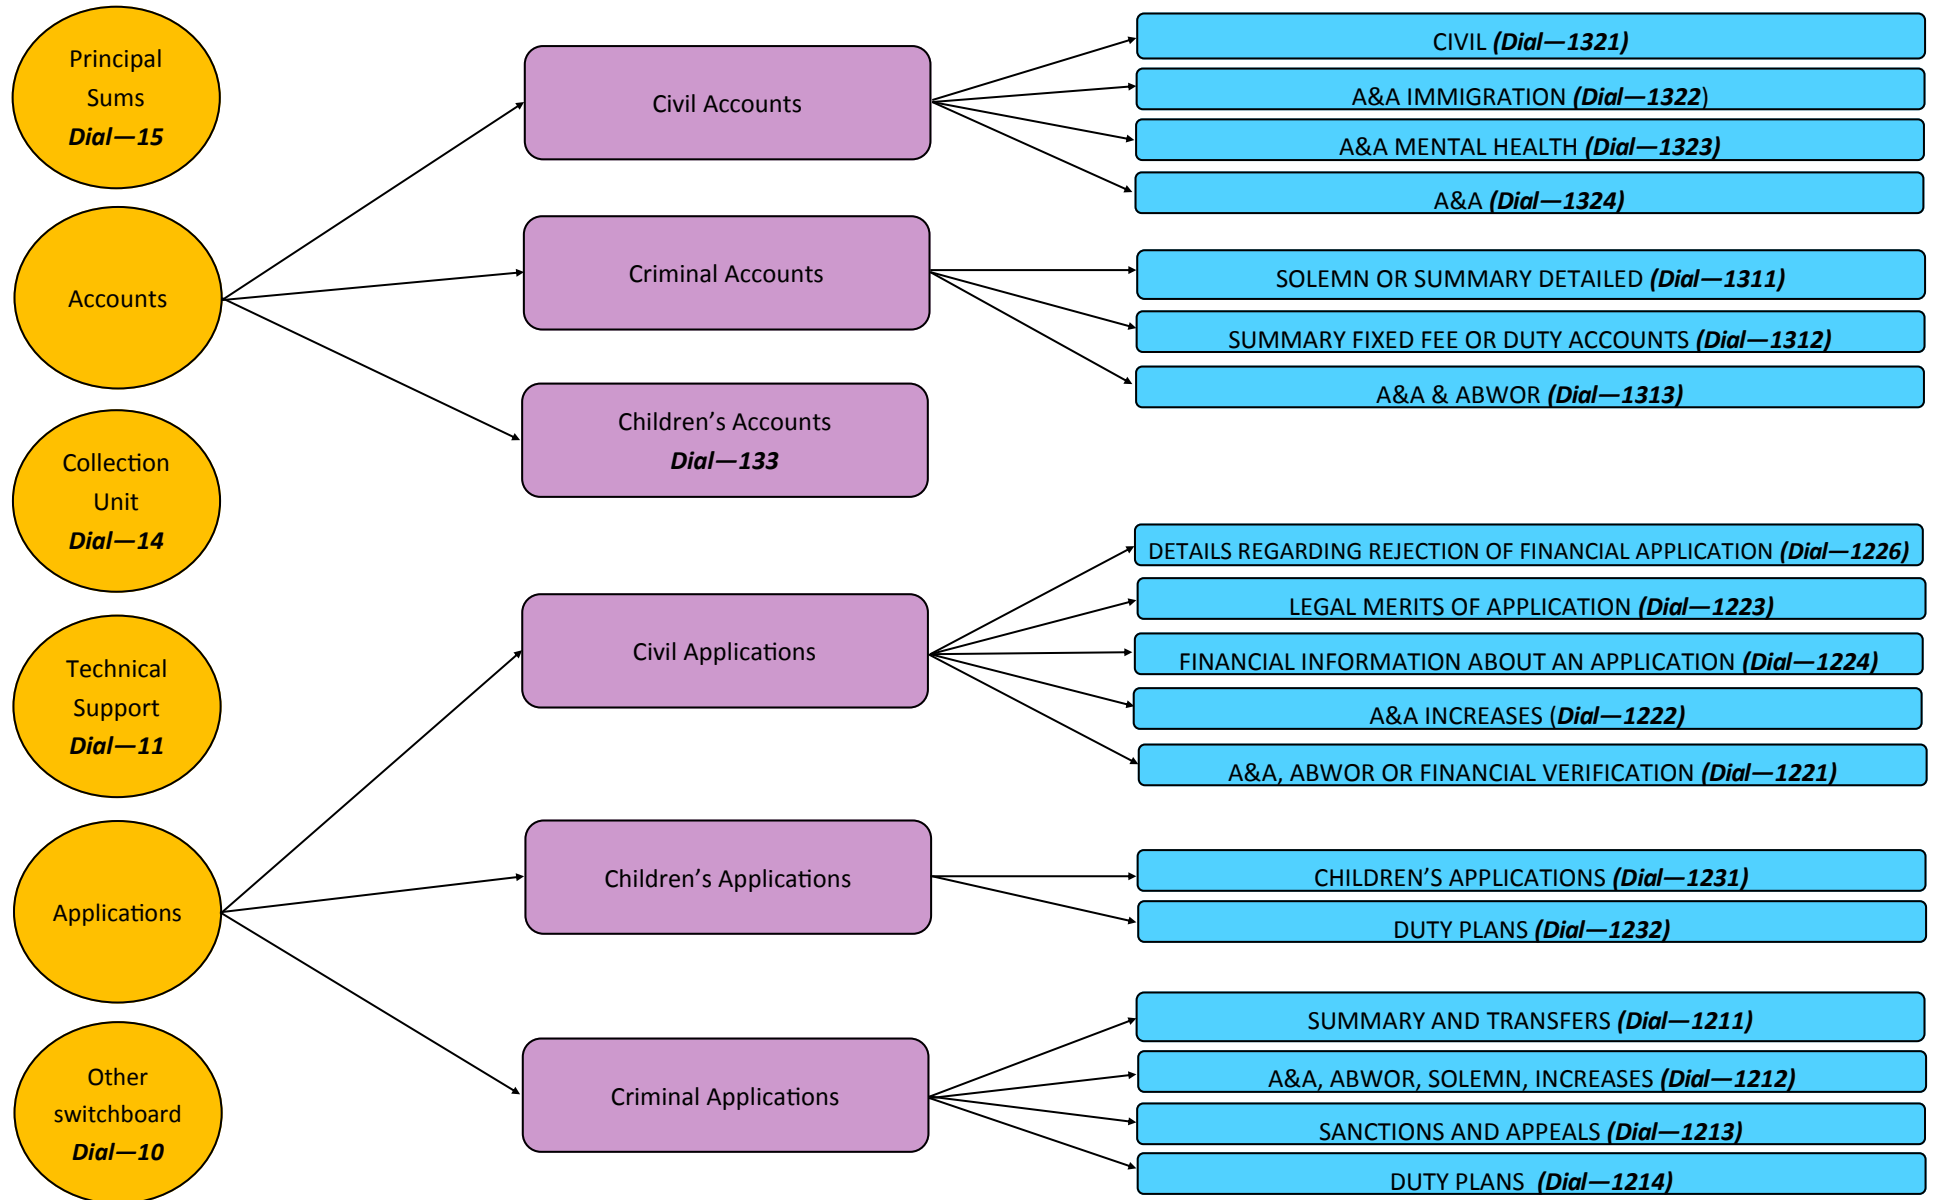 Principal
Sums
Dial—15
Accounts
Collection
Unit
Dial—14
Technical
Support
Dial—11
Applications
Other
switchboard
Dial—10
Civil Accounts
Criminal Accounts
Children’s Accounts
Dial—133
Civil Applications
Children’s Applications
Criminal Applications
CIVIL (Dial—1321)
A&A IMMIGRATION (Dial—1322)
A&A MENTAL HEALTH (Dial—1323)
A&A (Dial—1324)
SOLEMN OR SUMMARY DETAILED (Dial—1311)
SUMMARY FIXED FEE OR DUTY ACCOUNTS (Dial—1312)
A&A & ABWOR (Dial—1313)
DETAILS REGARDING REJECTION OF FINANCIAL APPLICATION (Dial—1226)
LEGAL MERITS OF APPLICATION (Dial—1223)
FINANCIAL INFORMATION ABOUT AN APPLICATION (Dial—1224)
A&A INCREASES (Dial—1222)
A&A, ABWOR OR FINANCIAL VERIFICATION (Dial—1221)
CHILDREN’S APPLICATIONS (Dial—1231)
DUTY PLANS (Dial—1232)
SUMMARY AND TRANSFERS (Dial—1211)
A&A, ABWOR, SOLEMN, INCREASES (Dial—1212)
SANCTIONS AND APPEALS (Dial—1213)
DUTY PLANS (Dial—1214)